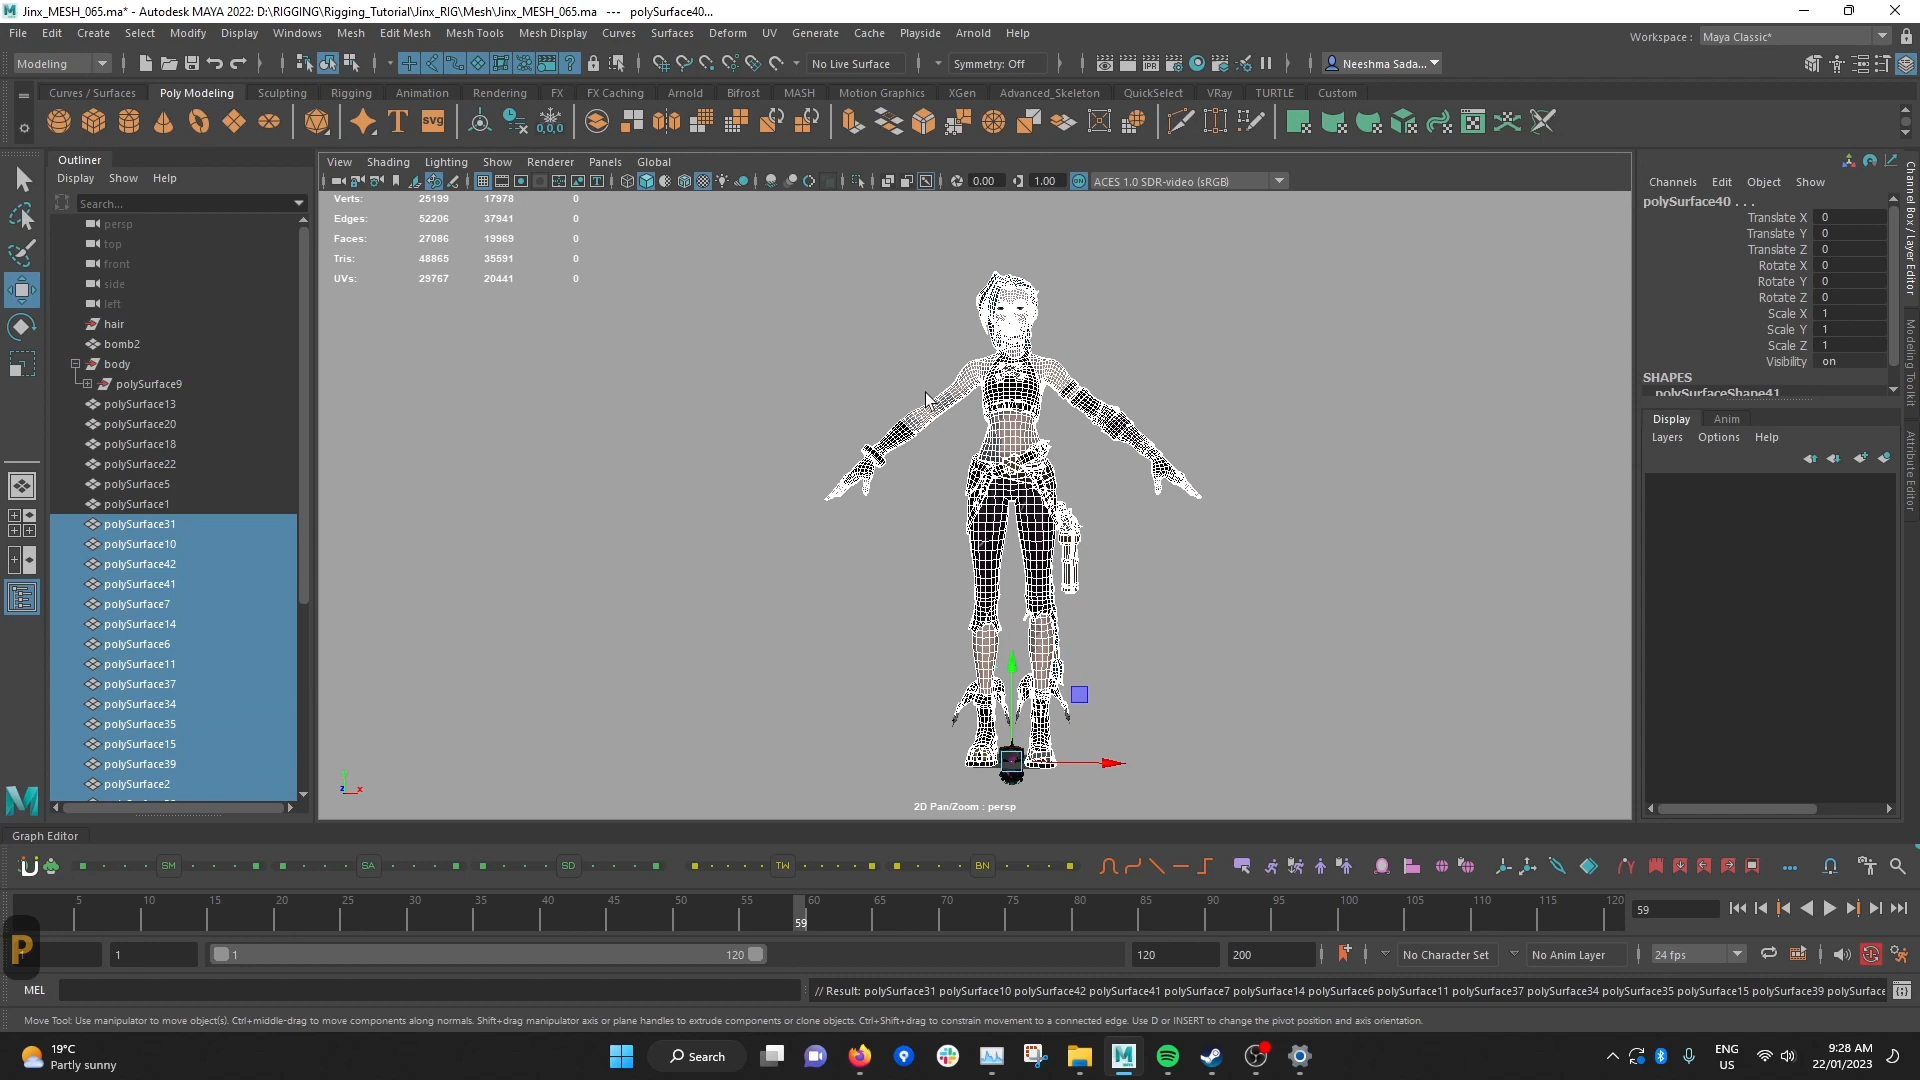 Jinx_MESH_065.ma* - Autodesk MAYA 2022: D:\RIGGING\Rigging_Tutorial\Jinx_RIG\Mesh\Jinx_MESH_065.ma --- polySurface40...
File Edit Create Select Modify Display Windows Mesh Edit Mesh Mesh Tools Mesh Display Curves Surfaces Deform UV Generate Cache Playside Arnold Help
Workspace : Maya Classic*
Modeling
No Live Surface
Symmetry: Off
Neeshma Sada...
Curves / Surfaces Poly Modeling Sculpting Rigging Animation Rendering FX FX Caching Arnold Bifrost MASH Motion Graphics XGen Advanced_Skeleton QuickSelect VRay TURTLE Custom
T
svg
0,0,0
Outliner
Display Show Help
Search...
persp
top
front
side
left
hair
bomb2
body
polySurface9
polySurface13
polySurface20
polySurface18
polySurface22
polySurface5
polySurface1
polySurface31
polySurface10
polySurface42
polySurface41
polySurface7
polySurface14
polySurface6
polySurface11
polySurface37
polySurface34
polySurface35
polySurface15
polySurface39
polySurface2
View Shading Lighting Show Renderer Panels Global
0.00
1.00
ACES 1.0 SDR-video (sRGB)
Verts: 25199 17978 0
Edges: 52206 37941 0
Faces: 27086 19969 0
Tris: 48865 35591 0
UVs: 29767 20441 0
2D Pan/Zoom : persp
Channels Edit Object Show
polySurface40 . . .
Translate X 0
Translate Y 0
Translate Z 0
Rotate X 0
Rotate Y 0
Rotate Z 0
Scale X 1
Scale Y 1
Scale Z 1
Visibility on
SHAPES
polySurfaceShape41
Display Anim
Layers Options Help
Channel Box / Layer Editor
Modeling Toolkit
Attribute Editor
Graph Editor
SM SA SD TW BN
5 10 15 20 25 30 35 40 45 50 55 60 65 70 75 80 85 90 95 100 105 110 115 120
59
59
P
1
1
120
120
200
No Character Set
No Anim Layer
24 fps
MEL
// Result: polySurface31 polySurface10 polySurface42 polySurface41 polySurface7 polySurface14 polySurface6 polySurface11 polySurface37 polySurface34 polySurface35 polySurface15 polySurface39 polySurface
Move Tool: Use manipulator to move object(s). Ctrl+middle-drag to move components along normals. Shift+drag manipulator axis or plane handles to extrude components or clone objects. Ctrl+Shift+drag to constrain movement to a connected edge. Use D or INSERT to change the pivot position and axis orientation.
19°C
Partly sunny
Search
ENG
US
9:28 AM
22/01/2023